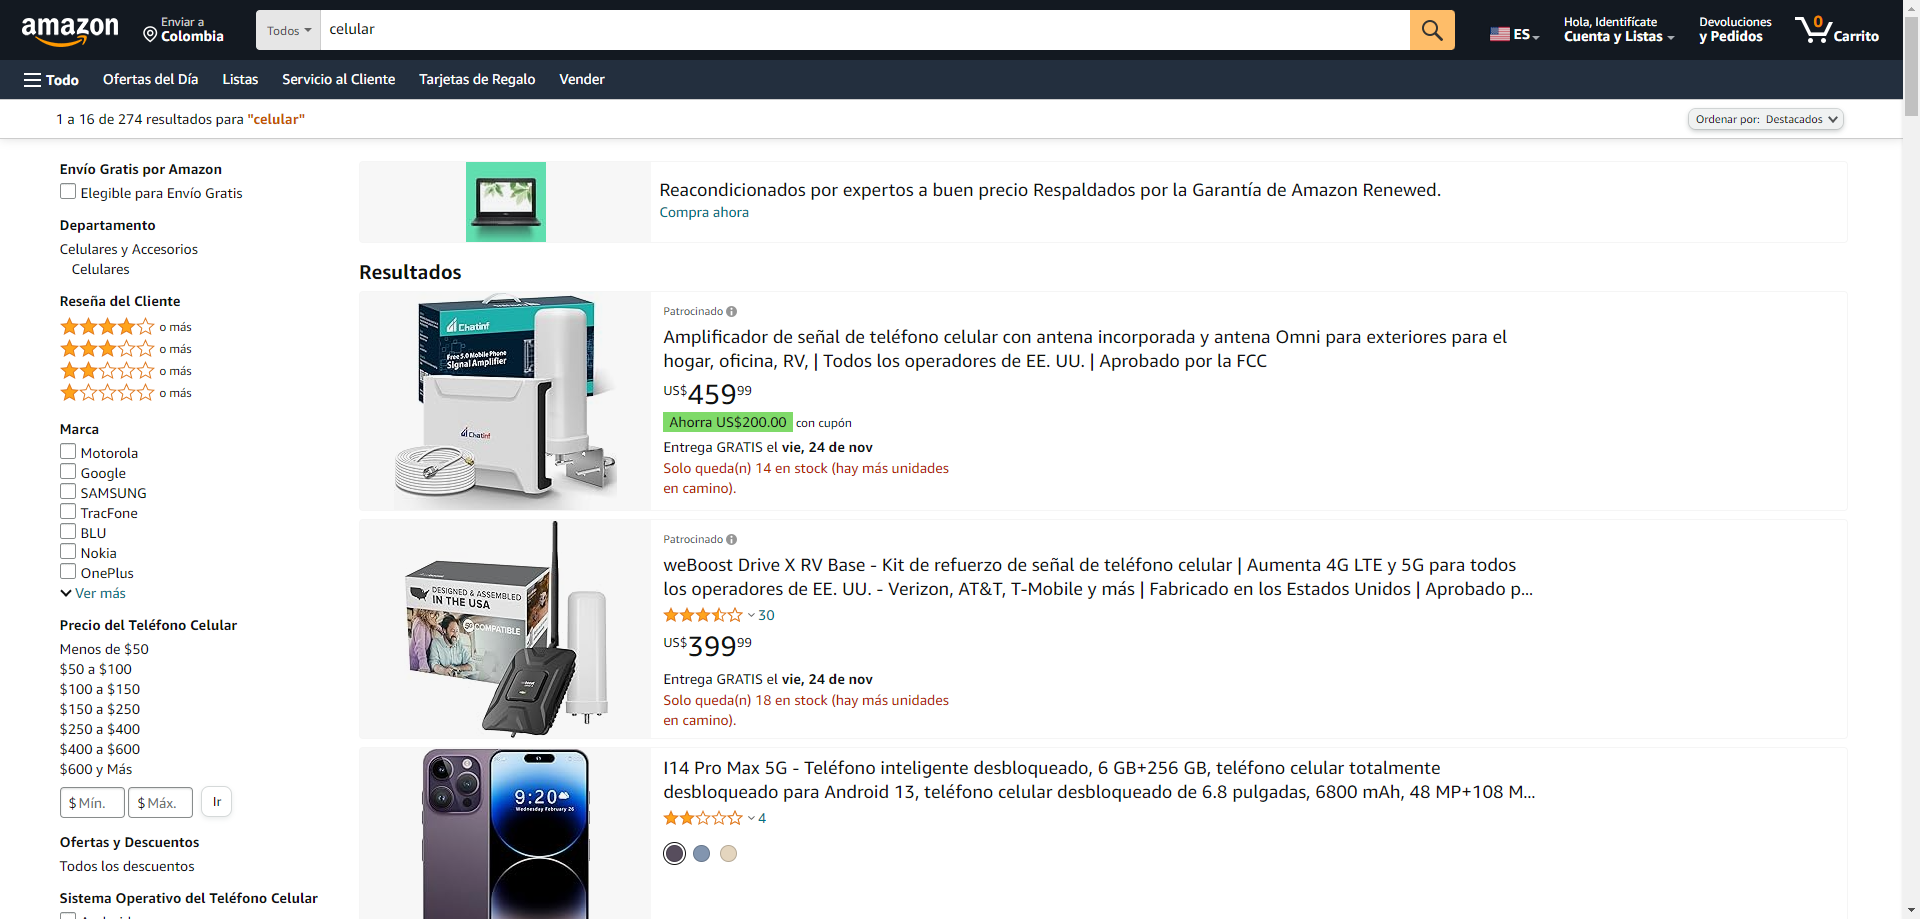 amazon
Enviar a
Colombia
Todos
celular
ES
Hola, Identifícate
Cuenta y Listas
Devoluciones
y Pedidos
0
Carrito
Todo
Ofertas del Día
Listas
Servicio al Cliente
Tarjetas de Regalo
Vender
1 a 16 de 274 resultados para "celular"
Ordenar por: Destacados
Envío Gratis por Amazon
Elegible para Envío Gratis
Departamento
Celulares y Accesorios
Celulares
Reseña del Cliente
o más
o más
o más
o más
Marca
Motorola
Google
SAMSUNG
TracFone
BLU
Nokia
OnePlus
Ver más
Precio del Teléfono Celular
Menos de $50
$50 a $100
$100 a $150
$150 a $250
$250 a $400
$400 a $600
$600 y Más
$ Mín.
$ Máx.
Ir
Ofertas y Descuentos
Todos los descuentos
Sistema Operativo del Teléfono Celular
Reacondicionados por expertos a buen precio Respaldados por la Garantía de Amazon Renewed.
Compra ahora
Resultados
Chatinf
Free 5.0 Mobile Phone
Signal Amplifier
Chatinf
Patrocinado
Amplificador de señal de teléfono celular con antena incorporada y antena Omni para exteriores para el
hogar, oficina, RV, | Todos los operadores de EE. UU. | Aprobado por la FCC
US$459 99
Ahorra US$200.00 con cupón
Entrega GRATIS el vie, 24 de nov
Solo queda(n) 14 en stock (hay más unidades
en camino).
DESIGNED & ASSEMBLED
IN THE USA
5G COMPATIBLE
Patrocinado
weBoost Drive X RV Base - Kit de refuerzo de señal de teléfono celular | Aumenta 4G LTE y 5G para todos
los operadores de EE. UU. - Verizon, AT&T, T-Mobile y más | Fabricado en los Estados Unidos | Aprobado p...
30
US$399 99
Entrega GRATIS el vie, 24 de nov
Solo queda(n) 18 en stock (hay más unidades
en camino).
9:20
Wednesday February 26
I14 Pro Max 5G - Teléfono inteligente desbloqueado, 6 GB+256 GB, teléfono celular totalmente
desbloqueado para Android 13, teléfono celular desbloqueado de 6.8 pulgadas, 6800 mAh, 48 MP+108 M...
4